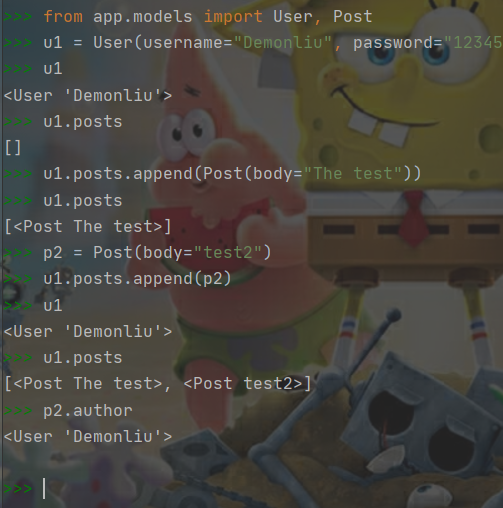 >>> from app.models import User, Post
>>> u1 = User(username="Demonliu", password="12345
>>> u1
<User 'Demonliu'>
>>> u1.posts
[]
>>> u1.posts.append(Post(body="The test"))
>>> u1.posts
[<Post The test>]
>>> p2 = Post(body="test2")
>>> u1.posts.append(p2)
>>> u1
<User 'Demonliu'>
>>> u1.posts
[<Post The test>, <Post test2>]
>>> p2.author
<User 'Demonliu'>
>>>